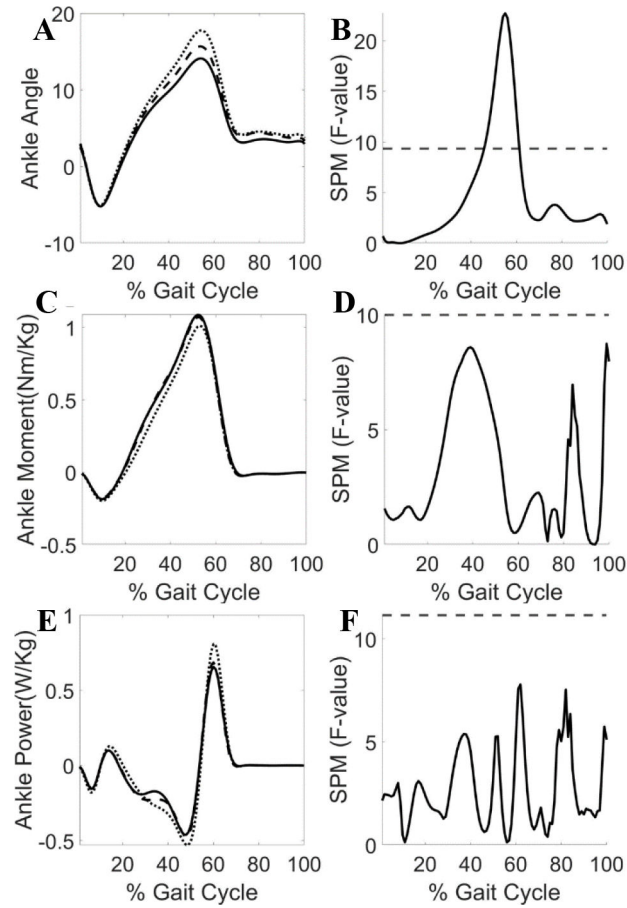 A
20
10
0
-10
Ankle Angle
20 40 60 80 100
% Gait Cycle
B
20
15
10
5
0
SPM (F-value)
20 40 60 80 100
% Gait Cycle
C
1
0.5
0
-0.5
Ankle Moment(Nm/Kg)
20 40 60 80 100
% Gait Cycle
D
10
5
0
SPM (F-value)
20 40 60 80 100
% Gait Cycle
E
1
0.5
0
-0.5
Ankle Power(W/Kg)
20 40 60 80 100
% Gait Cycle
F
10
5
0
SPM (F-value)
20 40 60 80 100
% Gait Cycle